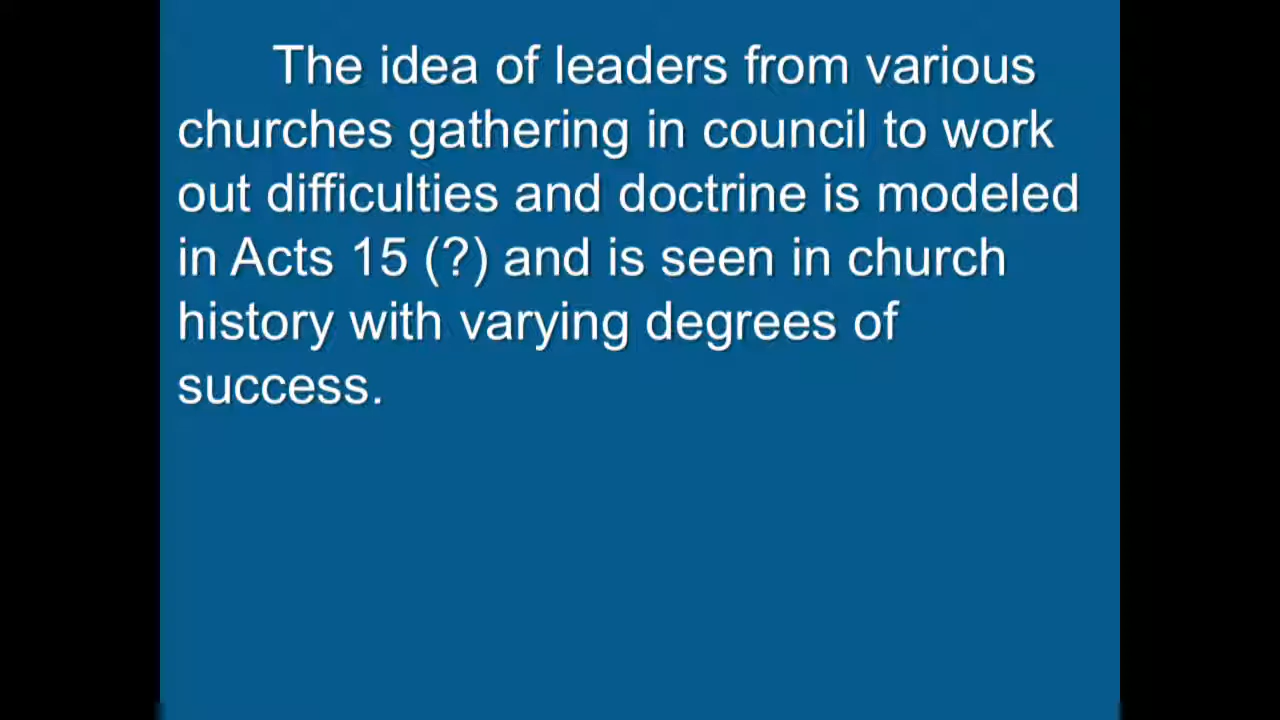 The idea of leaders from various
churches gathering in council to work
out difficulties and doctrine is modeled
in Acts 15 (?) and is seen in church
history with varying degrees of
success.